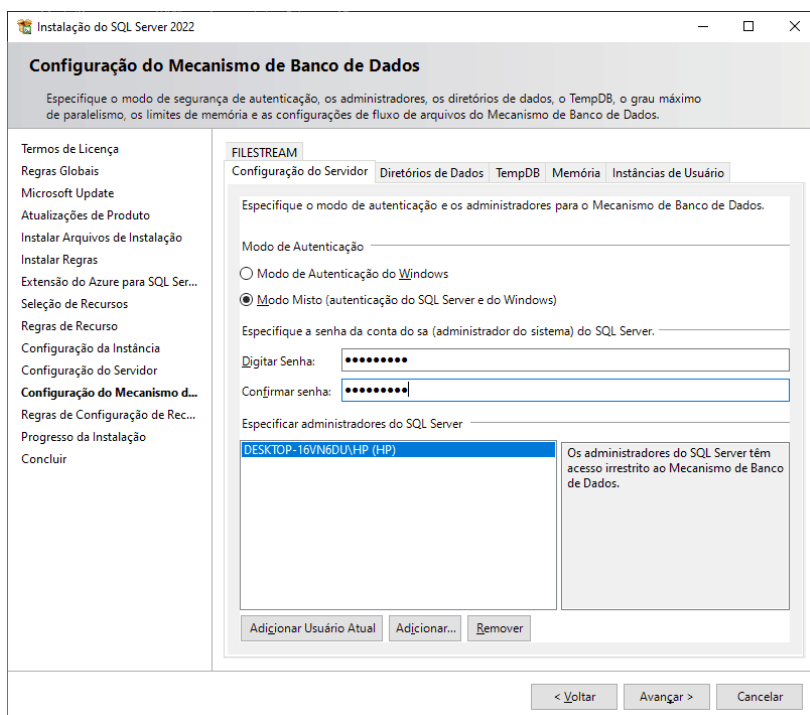 Instalação do SQL Server 2022
Configuração do Mecanismo de Banco de Dados
Especifique o modo de segurança de autenticação, os administradores, os diretórios de dados, o TempDB, o grau máximo
de paralelismo, os limites de memória e as configurações de fluxo de arquivos do Mecanismo de Banco de Dados.
Termos de Licença
Regras Globais
Microsoft Update
Atualizações de Produto
Instalar Arquivos de Instalação
Instalar Regras
Extensão do Azure para SQL Ser...
Seleção de Recursos
Regras de Recurso
Configuração da Instância
Configuração do Servidor
Configuração do Mecanismo d...
Regras de Configuração de Rec...
Progresso da Instalação
Concluir
FILESTREAM
Configuração do Servidor Diretórios de Dados TempDB Memória Instâncias de Usuário
Especifique o modo de autenticação e os administradores para o Mecanismo de Banco de Dados.
Modo de Autenticação
Modo de Autenticação do Windows
Modo Misto (autenticação do SQL Server e do Windows)
Especifique a senha da conta do sa (administrador do sistema) do SQL Server.
Digitar Senha: ●●●●●●●●●
Confirmar senha: ●●●●●●●●●
Especificar administradores do SQL Server
DESKTOP-16VN6DU\HP (HP)
Os administradores do SQL Server têm
acesso irrestrito ao Mecanismo de Banco
de Dados.
Adicionar Usuário Atual Adicionar... Remover
< Voltar Avançar > Cancelar